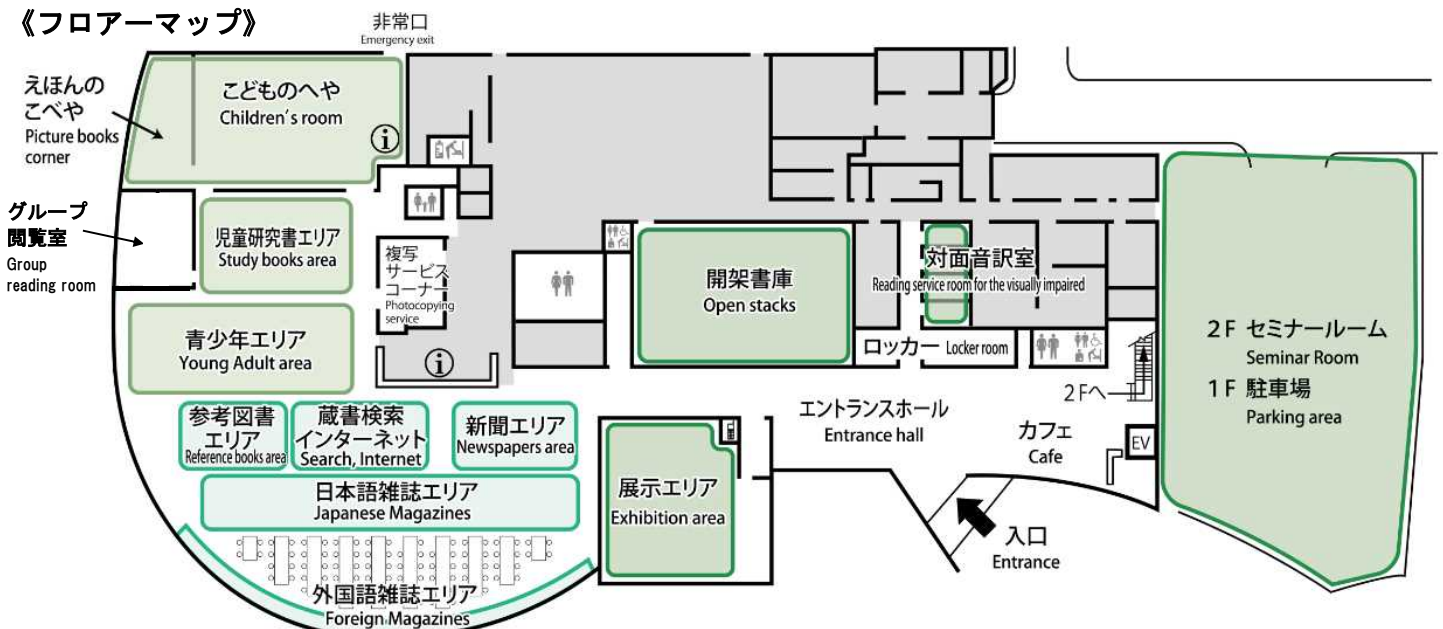 《フロアーマップ》
非常口
Emergency exit
えほんの
こべや
Picture books
corner
こどものへや
Children's room
i
グループ
閲覧室
Group
reading room
児童研究書エリア
Study books area
複写
サービス
コーナー
Photocopying
service
青少年エリア
Young Adult area
i
開架書庫
Open stacks
対面音訳室
Reading service room for the visually impaired
ロッカー Locker room
2Fへ
2F セミナールーム
Seminar Room
1F 駐車場
Parking area
参考図書
エリア
Reference books area
蔵書検索
インターネット
Search, Internet
新聞エリア
Newspapers area
エントランスホール
Entrance hall
カフェ
Cafe
EV
日本語雑誌エリア
Japanese Magazines
展示エリア
Exhibition area
入口
Entrance
外国語雑誌エリア
Foreign Magazines